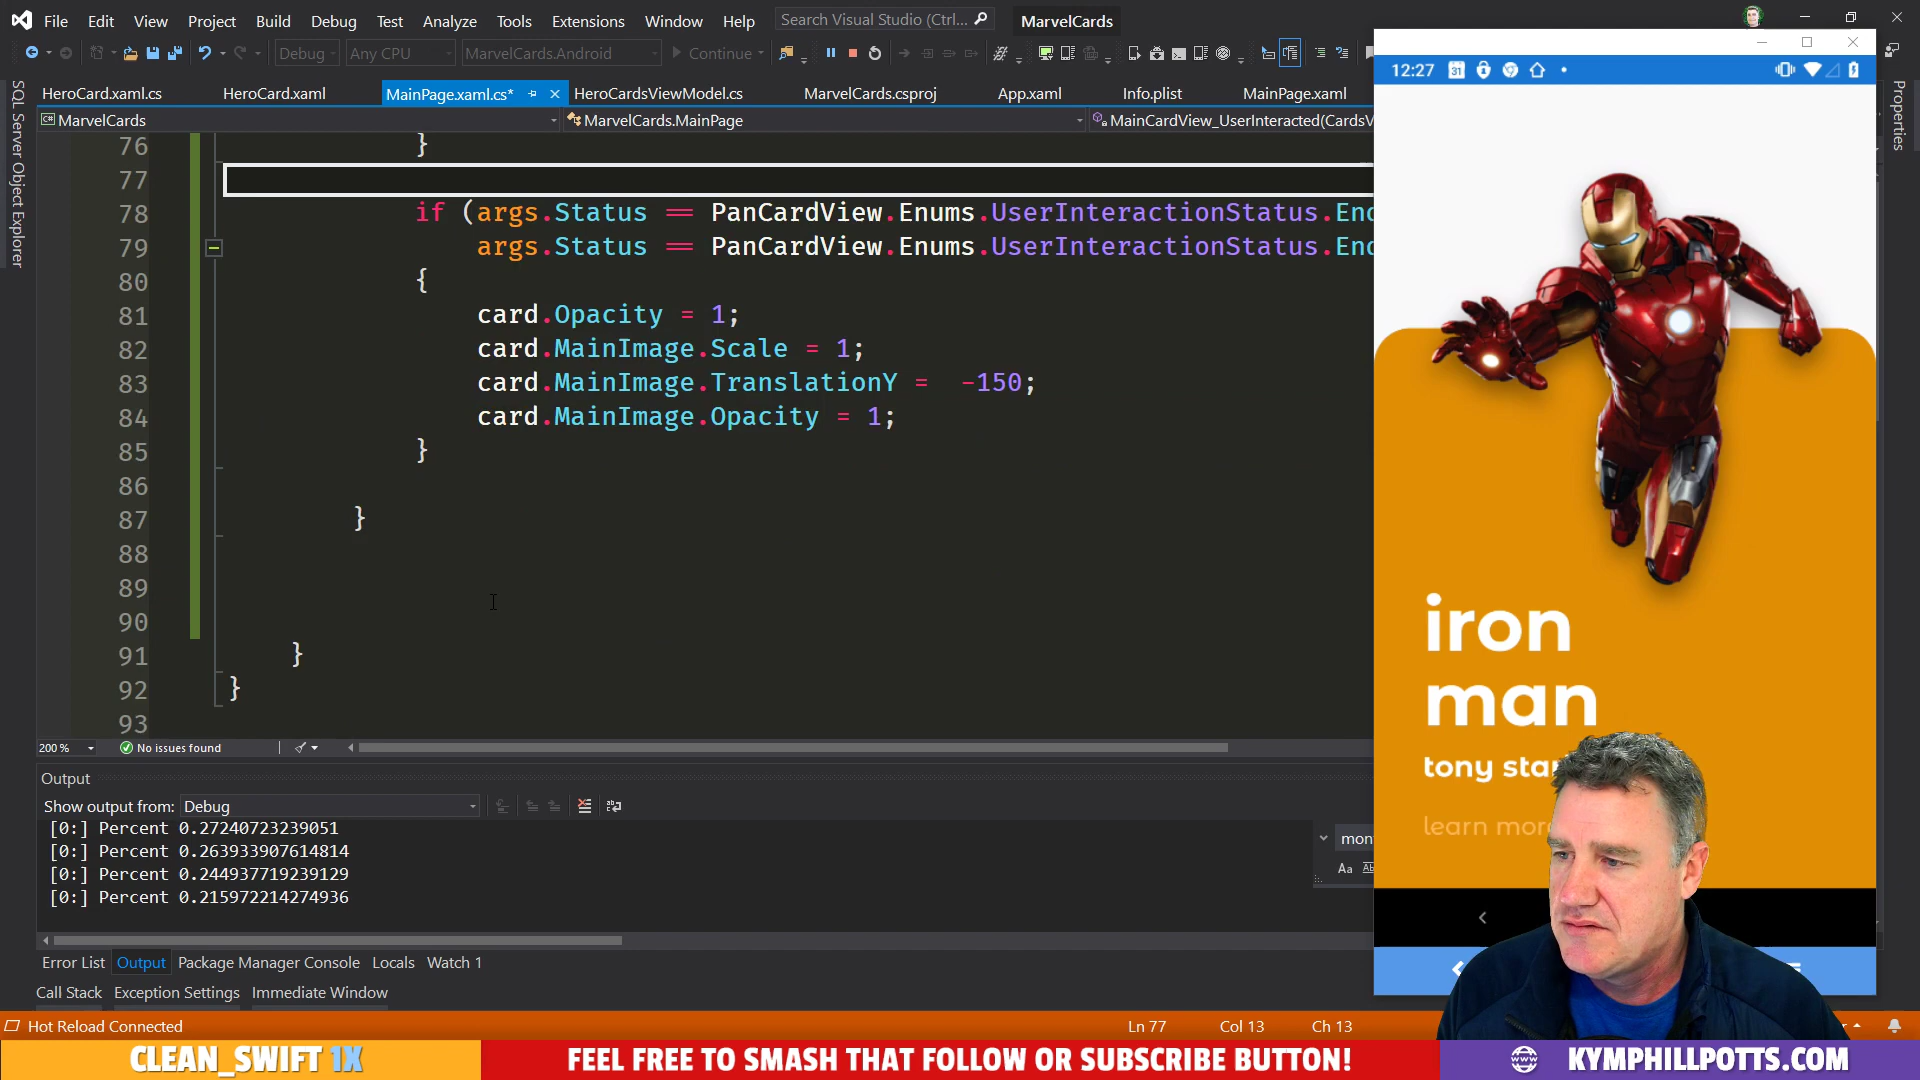 File Edit View Project Build Debug Test Analyze Tools Extensions Window Help Search Visual Studio (Ctrl... MarvelCards
Debug Any CPU MarvelCards.Android Continue
SQL Server Object Explorer
Properties
HeroCard.xaml.cs HeroCard.xaml MainPage.xaml.cs* HeroCardsViewModel.cs MarvelCards.csproj App.xaml Info.plist MainPage.xaml
MarvelCards MarvelCards.MainPage MainCardView_UserInteracted(CardsV
76 }
77
78 if (args.Status == PanCardView.Enums.UserInteractionStatus.End
79 args.Status == PanCardView.Enums.UserInteractionStatus.End
80 {
81 card.Opacity = 1;
82 card.MainImage.Scale = 1;
83 card.MainImage.TranslationY = -150;
84 card.MainImage.Opacity = 1;
85 }
86
87 }
88
89
90
91 }
92 }
93
200 % No issues found
Output
Show output from: Debug
[0:] Percent 0.27240723239051
[0:] Percent 0.263933907614814
[0:] Percent 0.244937719239129
[0:] Percent 0.215972214274936
Aa
Error List Output Package Manager Console Locals Watch 1
Call Stack Exception Settings Immediate Window
Hot Reload Connected Ln 77 Col 13 Ch 13
12:27 31
iron
man
tony
learn more
CLEAN_SWIFT 1X
FEEL FREE TO SMASH THAT FOLLOW OR SUBSCRIBE BUTTON!
KYMPHILLPOTTS.COM